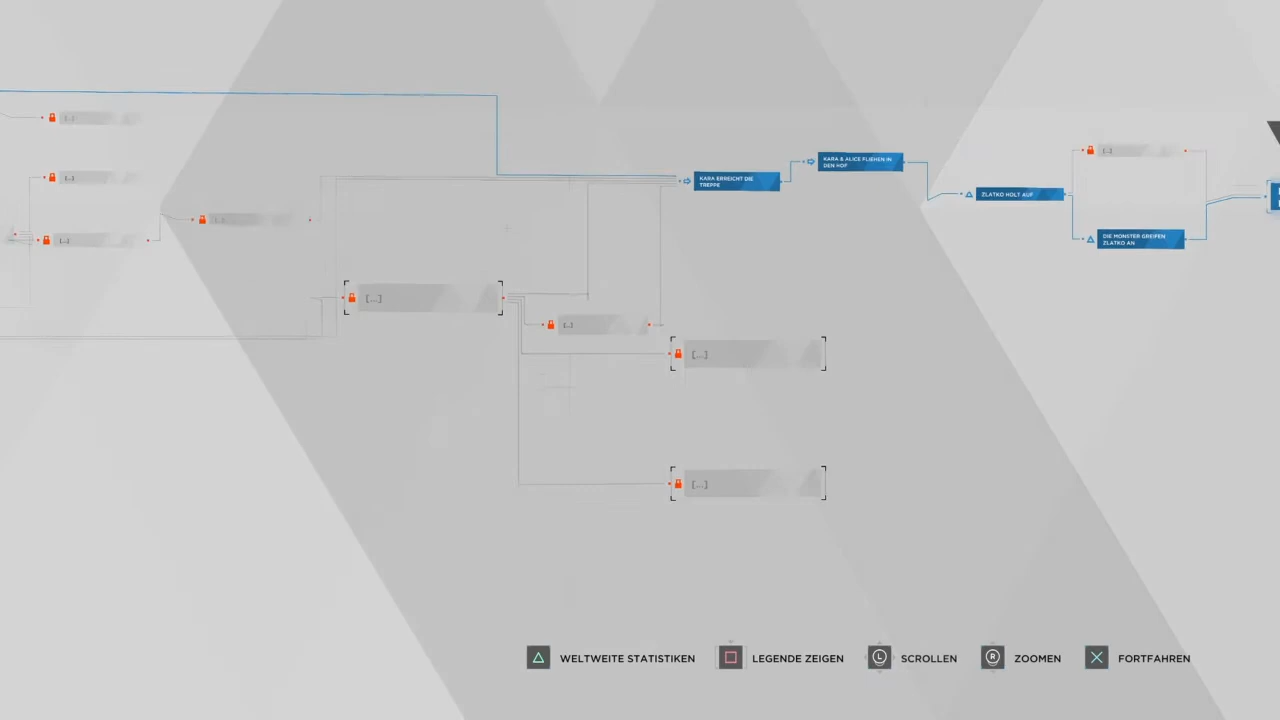 [...]
[...]
[...]
[...]
[...]
[...]
[...]
[...]
KARA ERREICHT DIE
TREPPE
KARA & ALICE FLIEHEN IN
DEN HOF
ZLATKO HOLT AUF
[...]
DIE MONSTER GREIFEN
ZLATKO AN
WELTWEITE STATISTIKEN
LEGENDE ZEIGEN
L
SCROLLEN
R
ZOOMEN
FORTFAHREN